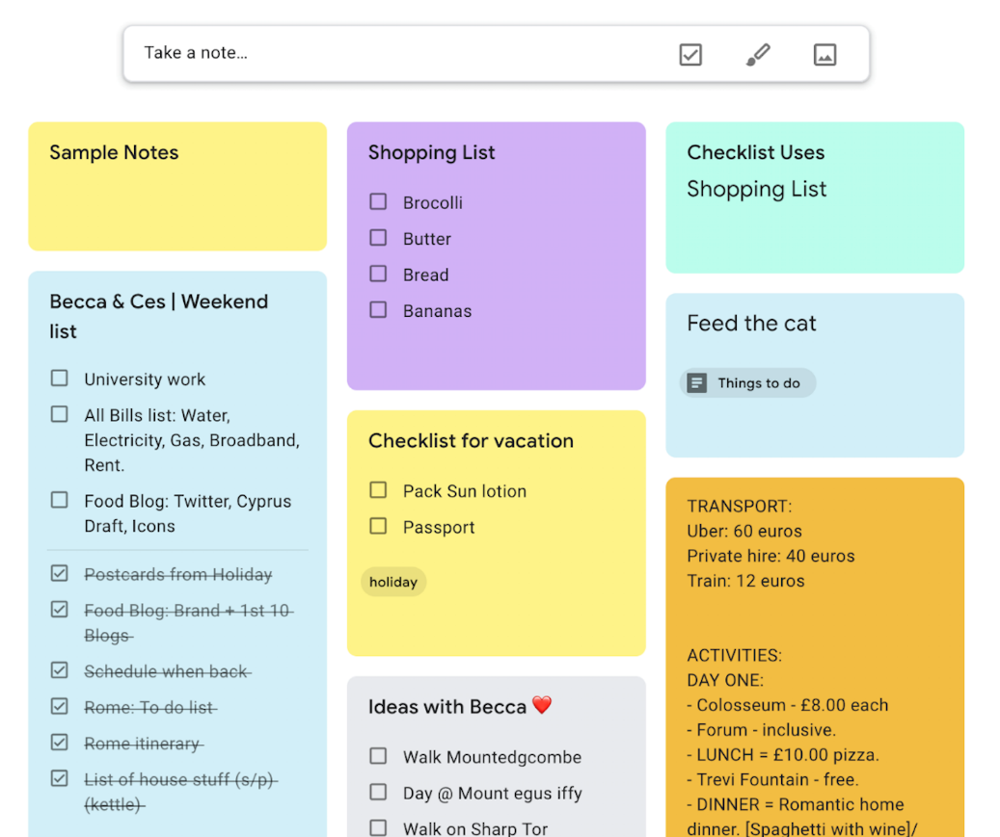 Take a note…
Sample Notes
Becca & Ces | Weekend
list
University work
All Bills list: Water,
Electricity, Gas, Broadband,
Rent.
Food Blog: Twitter, Cyprus
Draft, Icons
Postcards from Holiday
Food Blog: Brand + 1st 10
Blogs
Schedule when back
Rome: To do list
Rome itinerary
List of house stuff (s/p)
(kettle)
Shopping List
Brocolli
Butter
Bread
Bananas
Checklist for vacation
Pack Sun lotion
Passport
holiday
Ideas with Becca ❤️
Walk Mountedgcombe
Day @ Mount egus iffy
Walk on Sharp Tor
Checklist Uses
Shopping List
Feed the cat
Things to do
TRANSPORT:
Uber: 60 euros
Private hire: 40 euros
Train: 12 euros
ACTIVITIES:
DAY ONE:
- Colosseum - £8.00 each
- Forum - inclusive.
- LUNCH = £10.00 pizza.
- Trevi Fountain - free.
- DINNER = Romantic home
dinner. [Spaghetti with wine]/